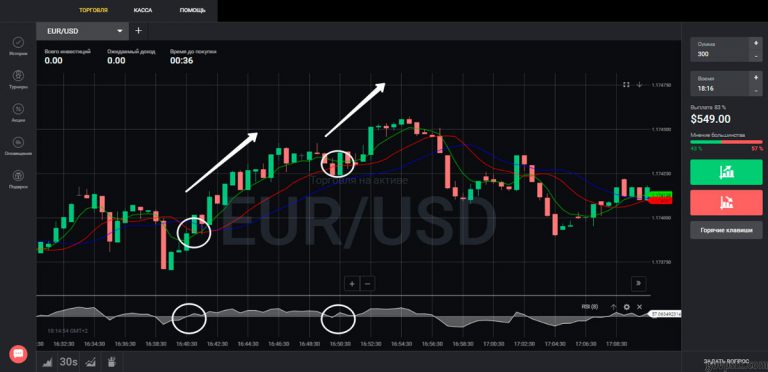 ТОРГОВЛЯ КАССА ПОМОЩЬ
EUR/USD
Всего инвестиций Ожидаемый доход Время до покупки
0.00 0.00 00:36
История
Турниры
Акции
Оповещения
Подарки
Торговля на активе
EUR/USD
1.174750
1.174500
1.174250
1.174000
1.173750
RSI (8)
19:14:54 GMT+2
16:32:30 16:34:30 16:36:30 16:38:30 16:40:30 16:42:30 16:44:30 16:46:30 16:48:30 16:50:30 16:52:30 16:54:30 16:56:30 16:58:30 17:00:30 17:02:30 17:04:30 17:06:30 17:08:30
30s
Сумма
300
Время
18:16
Выплата 83 %
$549.00
Мнение большинства
43 % 57 %
Горячие клавиши
ЗАДАТЬ ВОПРОС